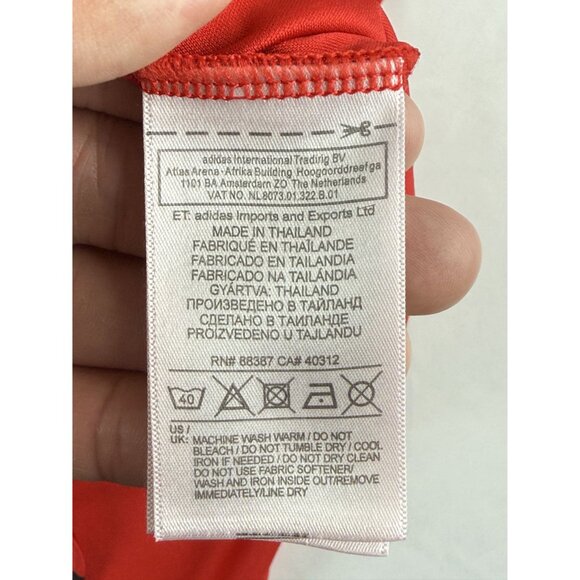 adidas International Trading BV
Atlas Arena - Afrika Building Hoogoorddreef 9a
1101 BA Amsterdam ZO The Netherlands
VAT NO. NL8073.01.322 B.01
ET: adidas Imports and Exports Ltd
MADE IN THAILAND
FABRIQUÉ EN THAÏLANDE
FABRICADO EN TAILANDIA
FABRICADO NA TAILÂNDIA
GYÁRTVA: THAILAND
ПРОИЗВЕДЕНО В ТАЙЛАНД
СДЕЛАНО В ТАИЛАНДЕ
PROIZVEDENO U TAJLANDU
RN# 88387 CA# 40312
40
US /
UK: MACHINE WASH WARM / DO NOT
BLEACH / DO NOT TUMBLE DRY / COOL
IRON IF NEEDED / DO NOT DRY CLEAN/
DO NOT USE FABRIC SOFTENER/
WASH AND IRON INSIDE OUT/REMOVE
IMMEDIATELY/LINE DRY